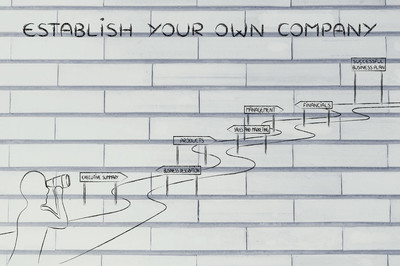 ESTABLISH YOUR OWN COMPANY
SUCCESSFUL
BUSINESS PLAN
MANAGEMENT
FINANCIALS
SALES AND MARKETING
PRODUCTS
EXECUTIVE SUMMARY
BUSINESS DESCRIPTION